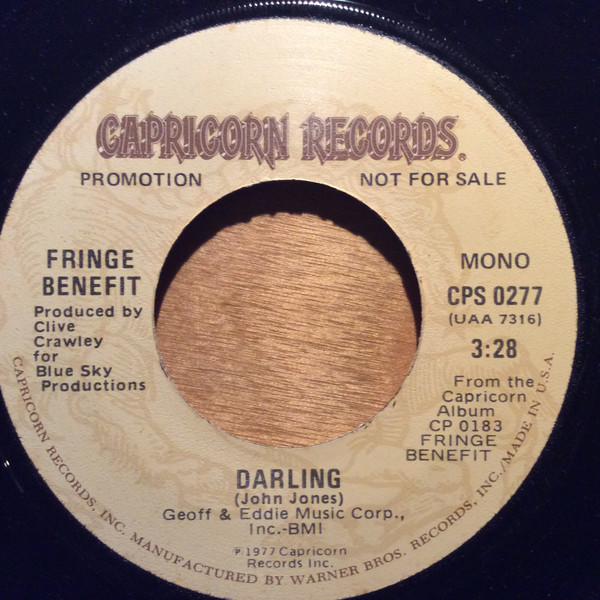 CAPRICORN RECORDS®
PROMOTION
NOT FOR SALE
FRINGE
BENEFIT
Produced by
Clive
Crawley
for
Blue Sky
Productions
MONO
CPS 0277
(UAA 7316)
3:28
From the
Capricorn
Album
CP 0183
FRINGE
BENEFIT
DARLING
(John Jones)
Geoff & Eddie Music Corp.,
Inc.-BMI
℗1977 Capricorn
Records Inc.
CAPRICORN RECORDS, INC. MANUFACTURED BY WARNER BROS. RECORDS, INC./MADE IN U.S.A.